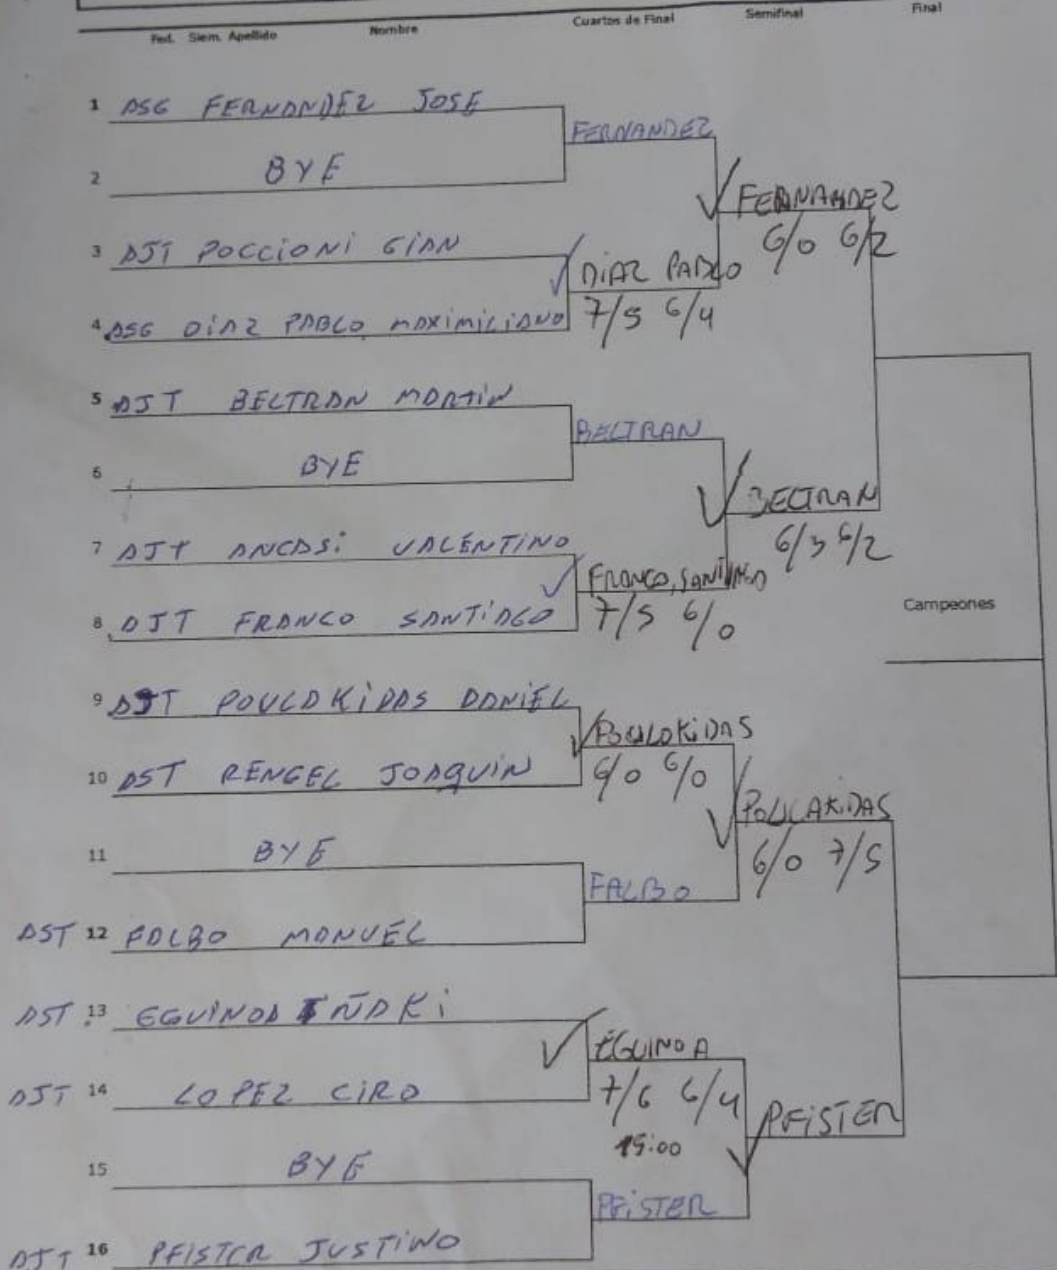 Fed. Siem. Apellido Nombre Cuartos de Final Semifinal Final
1 ASG FERNANDEZ JOSE
FERNANDEZ
2 BYE
FERNANDEZ
6/0 6/2
3 AJT POCCIONI GIAN
DIAZ PABLO
7/5 6/4
4 ASG DIAZ PABLO MAXIMILIANO
5 AJT BELTRAN MARTIN
BELTRAN
6 BYE
BELTRAN
6/3 6/2
7 AJT ANCASI VALENTINO
FRANCO, SANTIAGO
7/5 6/0
8 AJT FRANCO SANTIAGO
Campeones
9 AJT POULAKIDAS DANIEL
POULAKIDAS
6/0 6/0
10 AST RENGEL JOAQUIN
POULAKIDAS
6/0 7/5
11 BYE
FALBO
AST 12 FALBO MANUEL
AST 13 EGUINOA IÑAKI
EGUINOA
7/6 6/4
AJT 14 LOPEZ CIRO
PFISTER
15:00
15 BYE
PFISTER
AJT 16 PFISTER JUSTINO